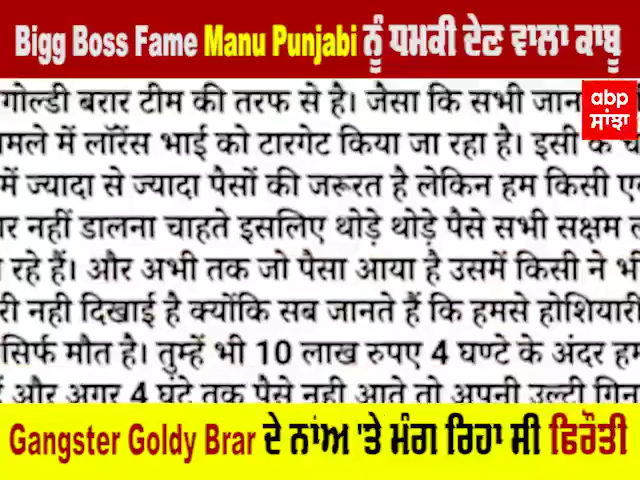 Bigg Boss Fame Manu Punjabi ਨੂੰ ਧਮਕੀ ਦੇਣ ਵਾਲਾ ਕਾਬੂ
abp
ਸਾਂਝਾ
गोल्डी बरार टीम की तरफ से है। जैसा कि सभी जान
मले में लॉरेंस भाई को टारगेट किया जा रहा है। इसी के
में ज्यादा से ज्यादा पैसों की जरूरत है लेकिन हम किसी ए
र नहीं डालना चाहते इसलिए थोड़े थोड़े पैसे सभी सक्षम ल
रहे हैं। और अभी तक जो पैसा आया है उसमें किसी ने भी
री नही दिखाई है क्योंकि सब जानते हैं कि हमसे होशियारी
सिर्फ मौत है। तुम्हें भी 10 लाख रुपए 4 घण्टे के अंदर हम
और अगर 4 घंटे तक पैसे नही आते तो अपनी उल्टी गिन
Gangster Goldy Brar ਦੇ ਨਾਂਅ 'ਤੇ ਮੰਗ ਰਿਹਾ ਸੀ ਫਿਰੌਤੀ